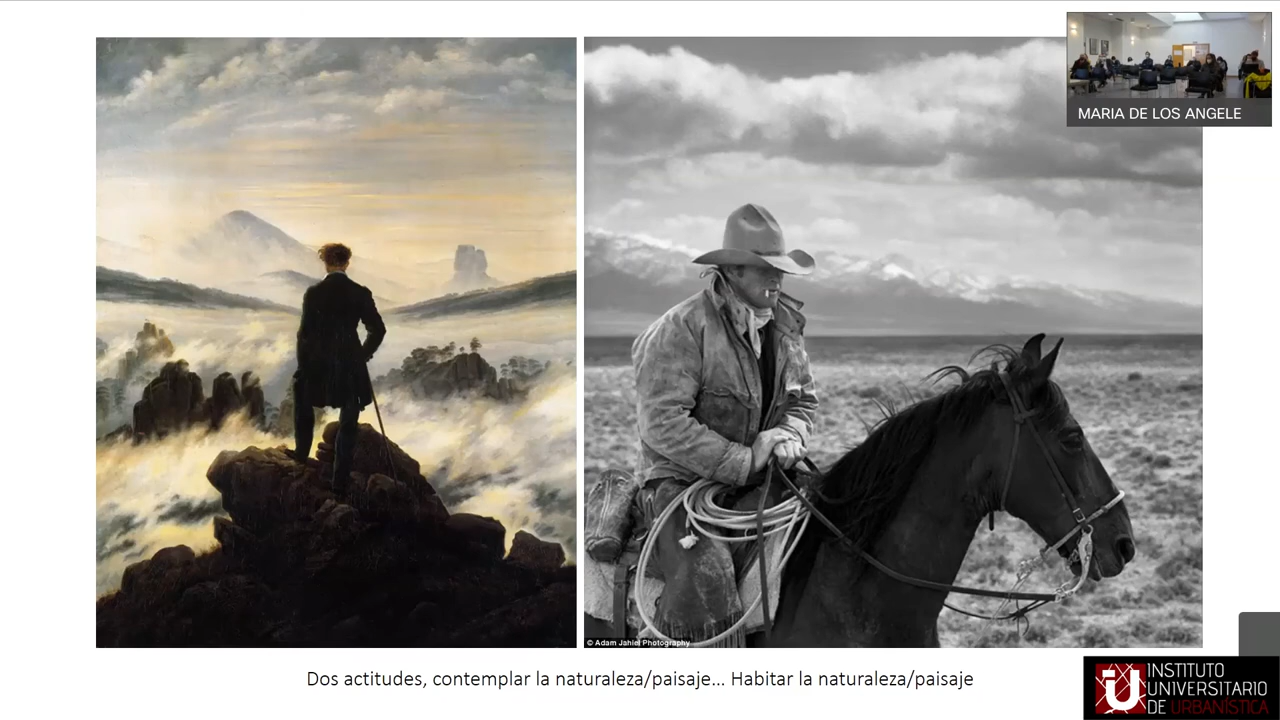 MARIA DE LOS ANGELE
© Adam Jahiel Photography
Dos actitudes, contemplar la naturaleza/paisaje... Habitar la naturaleza/paisaje
INSTITUTO
UNIVERSITARIO
DE URBANÍSTICA